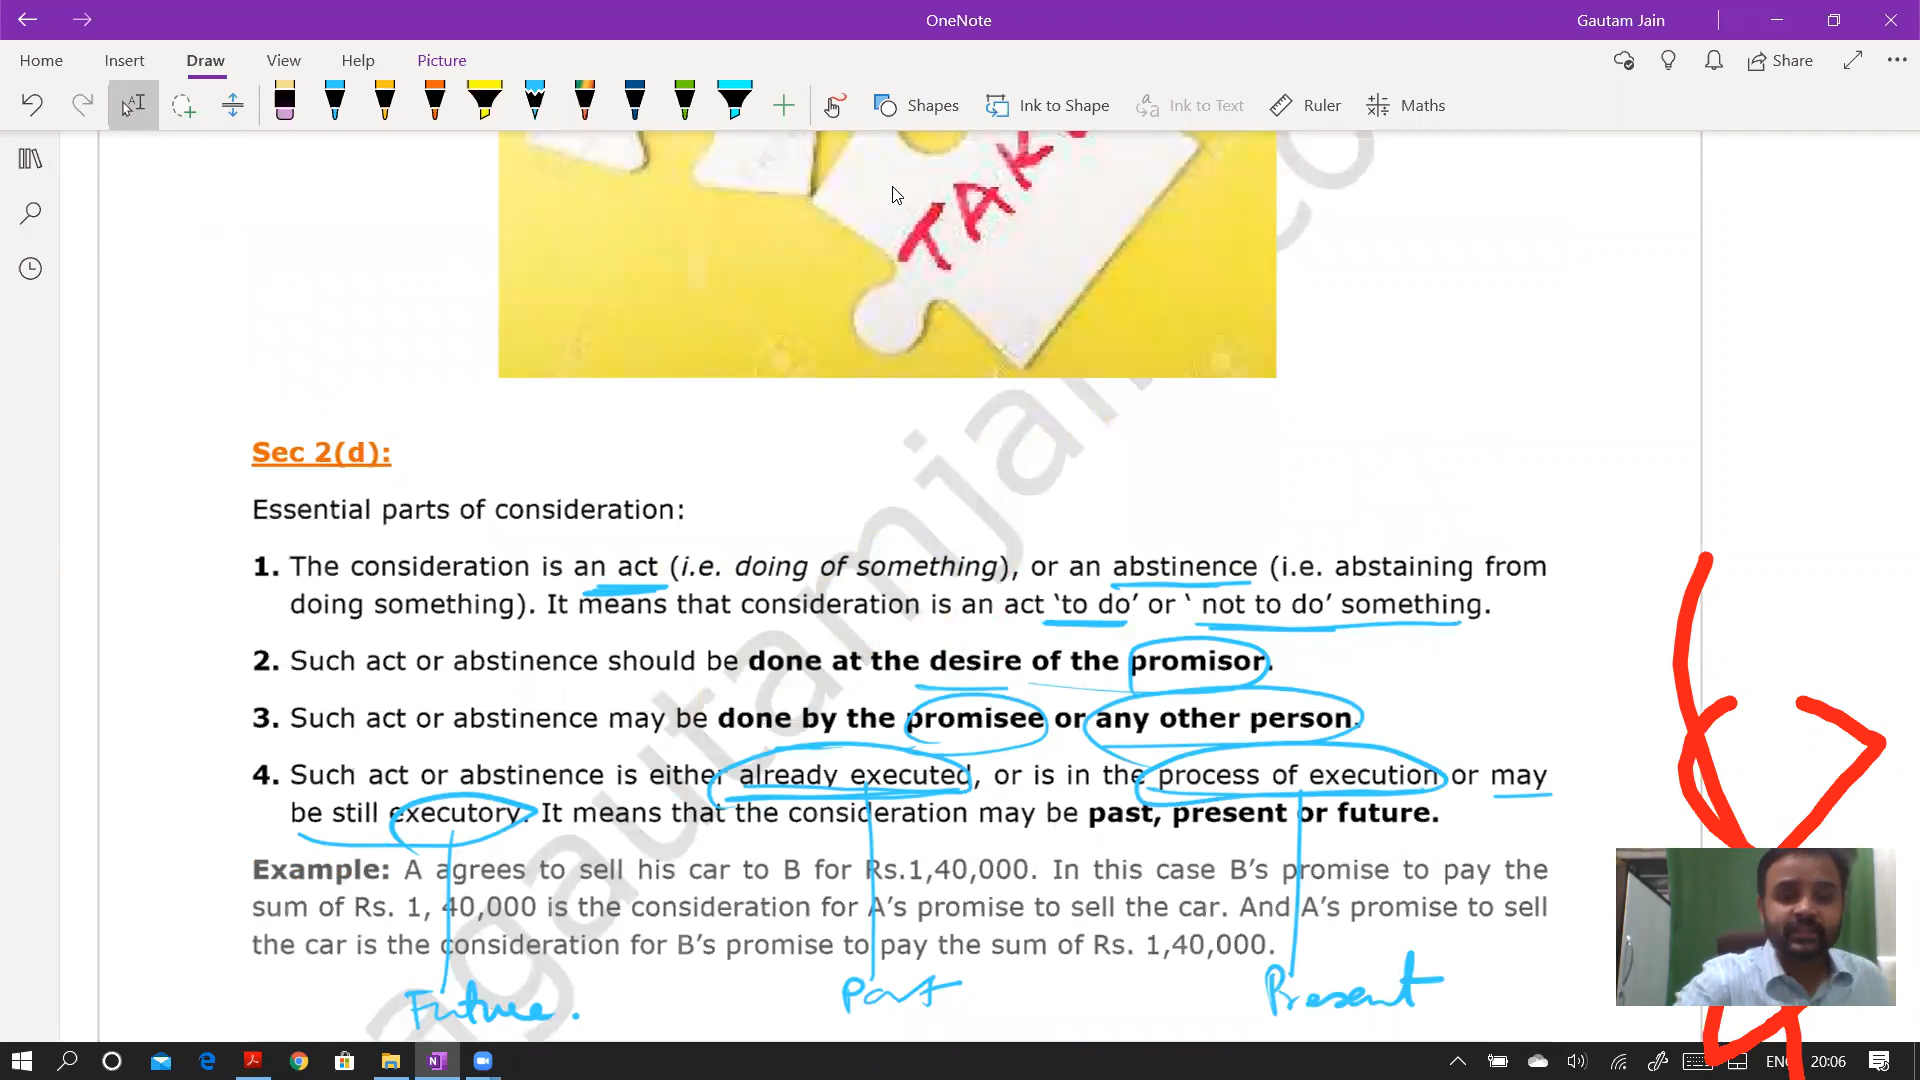 OneNote
Gautam Jain
Home Insert Draw View Help Picture
Share
Shapes Ink to Shape Ink to Text Ruler Maths
TAK
Sec 2(d):
Essential parts of consideration:
1. The consideration is an act (i.e. doing of something), or an abstinence (i.e. abstaining from
doing something). It means that consideration is an act ‘to do’ or ‘ not to do’ something.
2. Such act or abstinence should be done at the desire of the promisor.
3. Such act or abstinence may be done by the promisee or any other person.
4. Such act or abstinence is either already executed, or is in the process of execution or may
be still executory. It means that the consideration may be past, present or future.
Example: A agrees to sell his car to B for Rs.1,40,000. In this case B’s promise to pay the
sum of Rs. 1, 40,000 is the consideration for A’s promise to sell the car. And A’s promise to sell
the car is the consideration for B’s promise to pay the sum of Rs. 1,40,000.
Future. Past Present
ENG 20:06